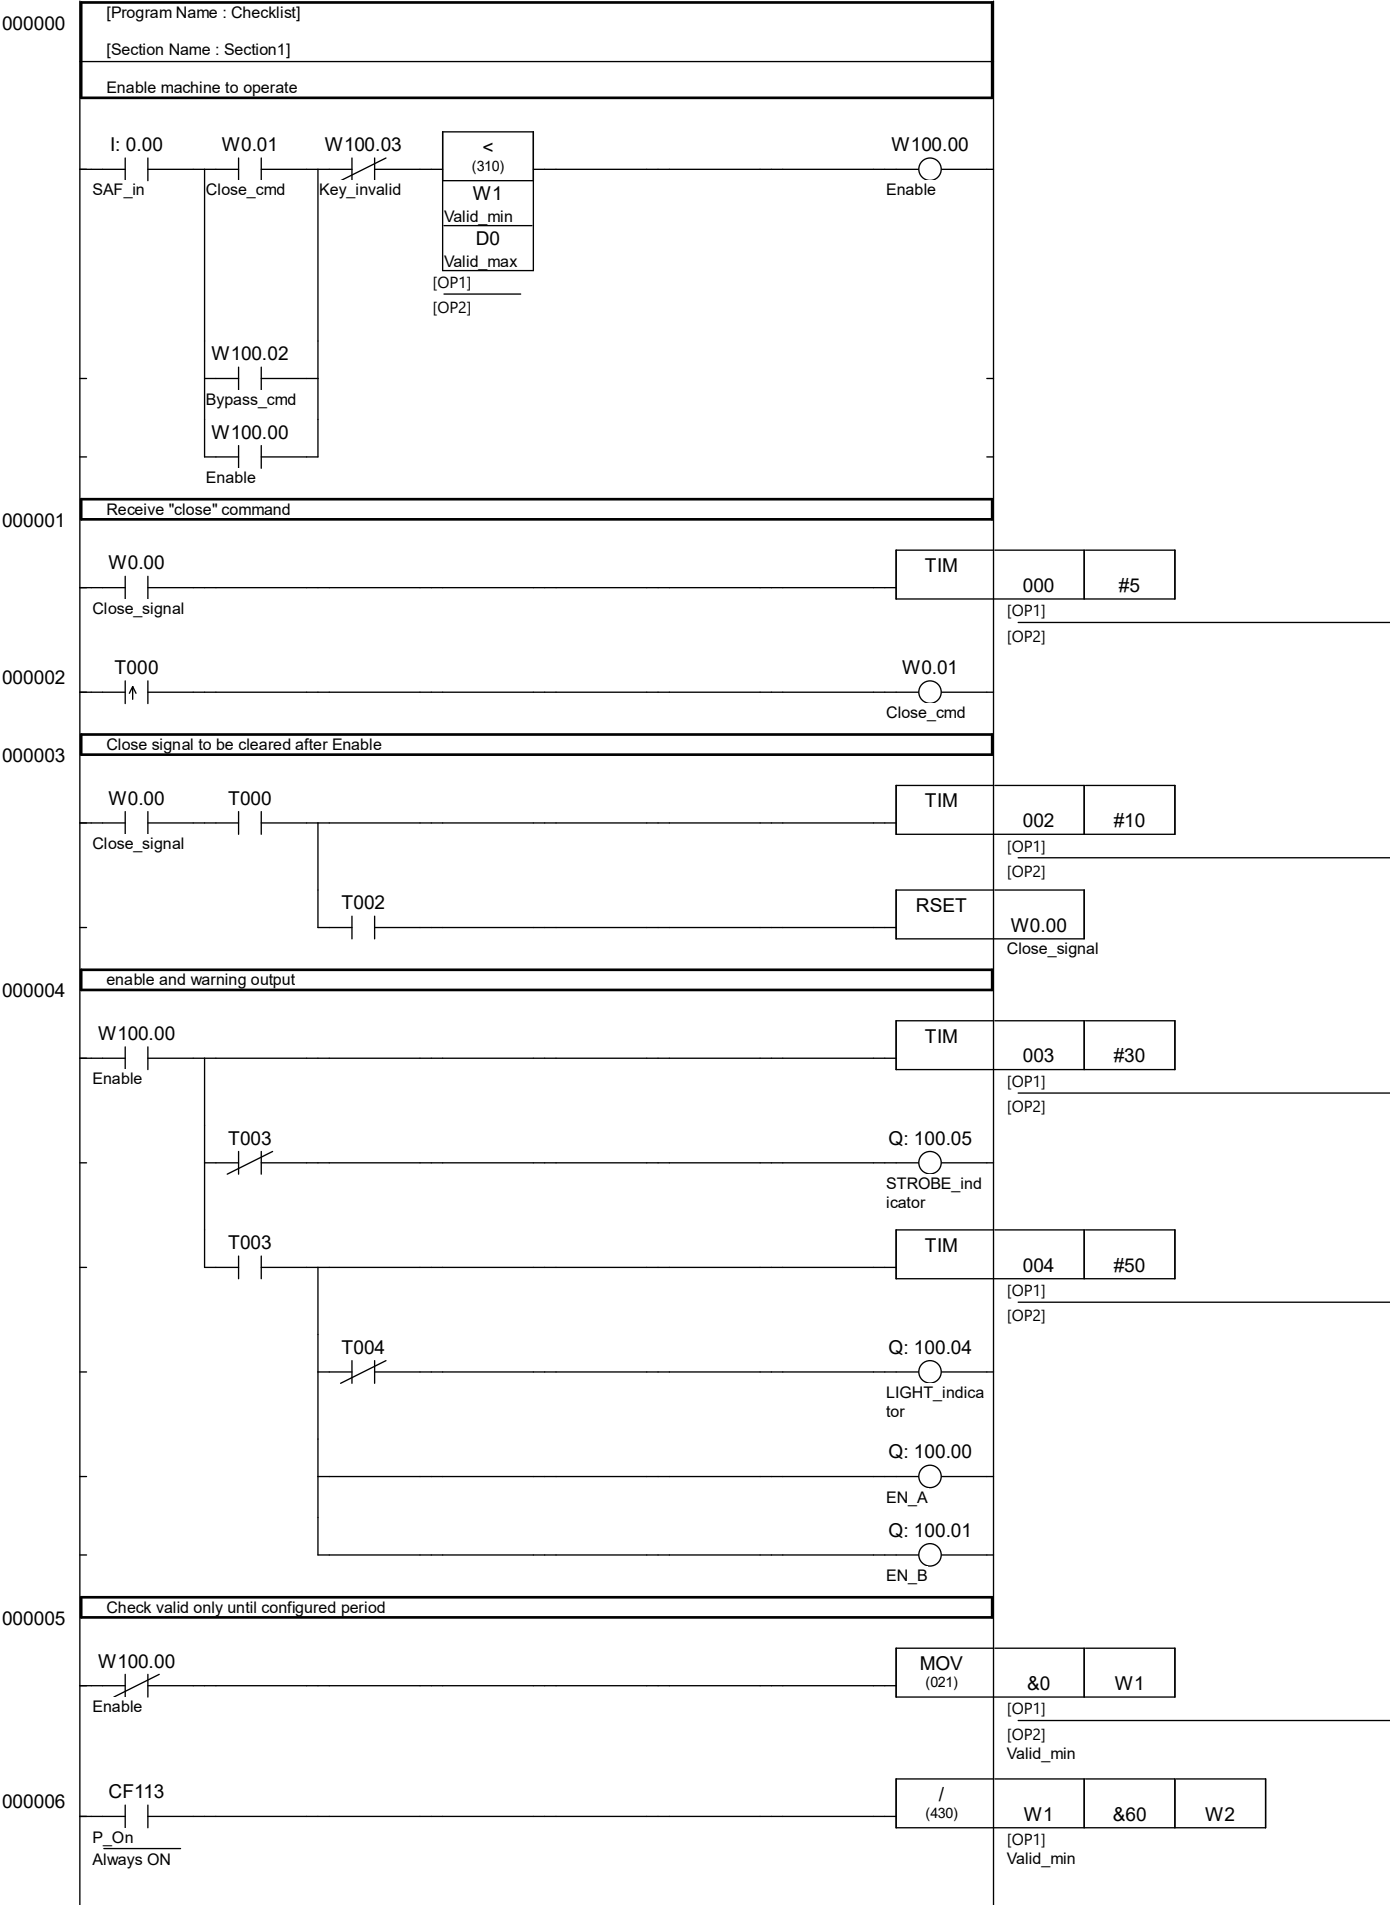 000000
[Program Name : Checklist]
[Section Name : Section1]
Enable machine to operate
I: 0.00 W0.01 W100.03 < W100.00
(310)
SAF_in Close_cmd Key_invalid W1 Enable
Valid_min
D0
Valid_max
[OP1]
[OP2]
W100.02
Bypass_cmd
W100.00
Enable
000001
Receive "close" command
W0.00 TIM
000 #5
Close_signal [OP1]
[OP2]
000002
T000 W0.01
Close_cmd
000003
Close signal to be cleared after Enable
W0.00 T000 TIM
002 #10
Close_signal [OP1]
[OP2]
T002 RSET
W0.00
Close_signal
000004
enable and warning output
W100.00 TIM
003 #30
Enable [OP1]
[OP2]
T003 Q: 100.05
STROBE_ind
icator
T003 TIM
004 #50
[OP1]
[OP2]
T004 Q: 100.04
LIGHT_indica
tor
Q: 100.00
EN_A
Q: 100.01
EN_B
000005
Check valid only until configured period
W100.00 MOV
(021) &0 W1
Enable [OP1]
[OP2]
Valid_min
000006
CF113 /
(430) W1 &60 W2
P_On [OP1]
Always ON Valid_min